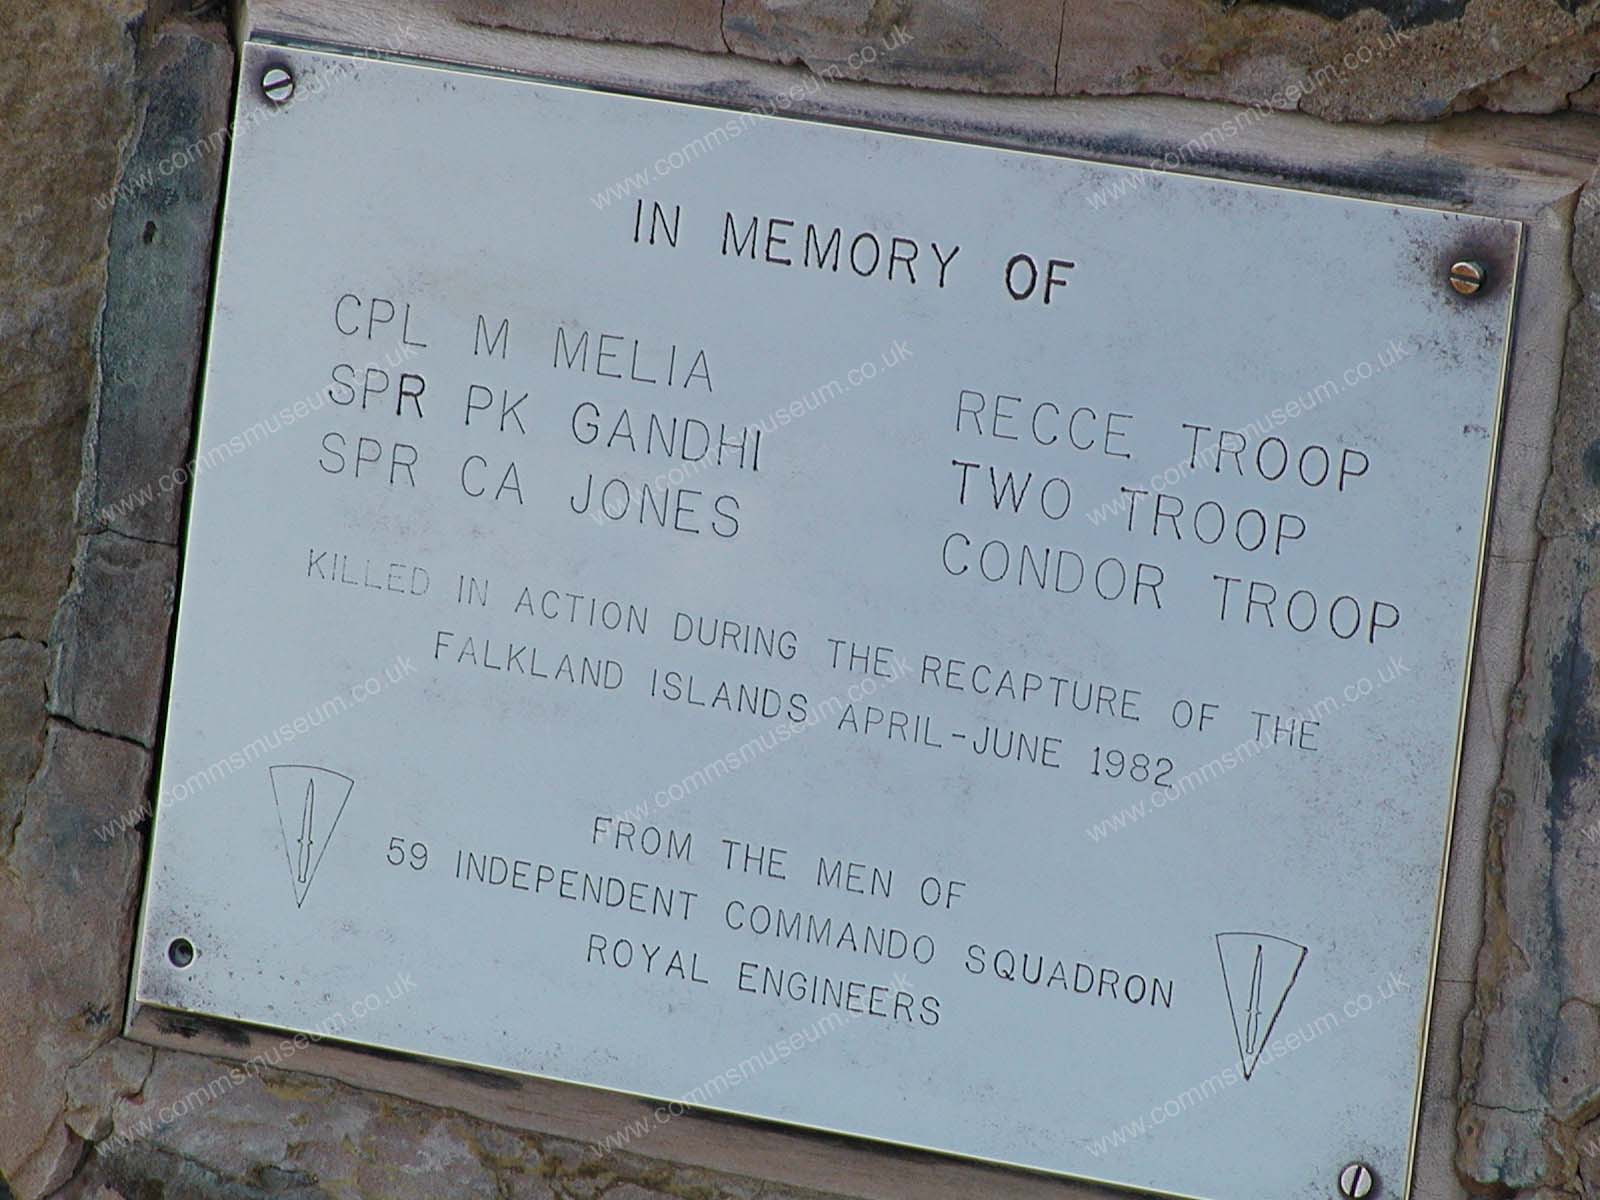 IN MEMORY OF
CPL M MELIA RECCE TROOP
SPR PK GANDHI TWO TROOP
SPR CA JONES CONDOR TROOP
KILLED IN ACTION DURING THE RECAPTURE OF THE
FALKLAND ISLANDS APRIL-JUNE 1982
FROM THE MEN OF
59 INDEPENDENT COMMANDO SQUADRON
ROYAL ENGINEERS
www.commsmuseum.co.uk